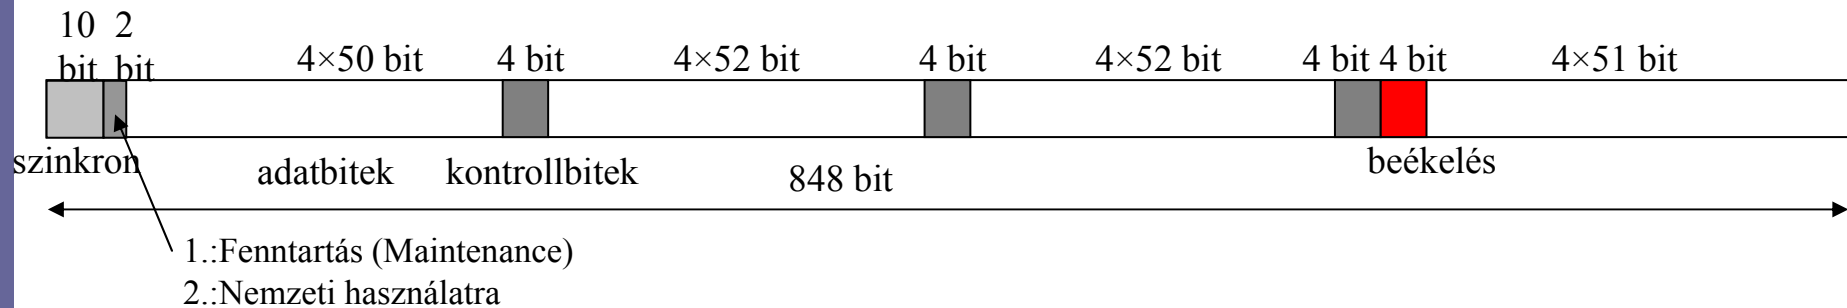 10 2
bit bit 4×50 bit 4 bit 4×52 bit 4 bit 4×52 bit 4 bit 4 bit 4×51 bit
szinkron adatbitek kontrollbitek 848 bit beékelés
1.:Fenntartás (Maintenance)
2.:Nemzeti használatra